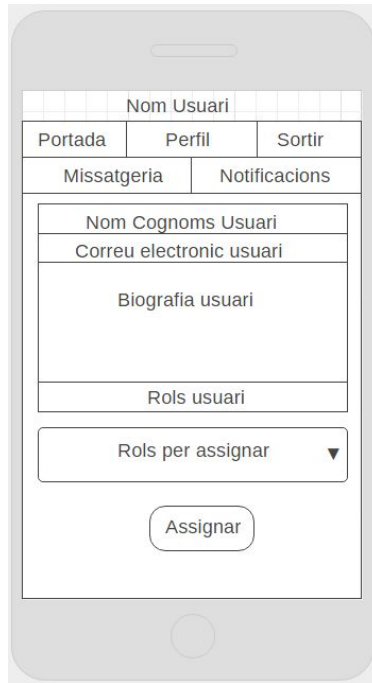 Nom Usuari
Portada Perfil Sortir
Missatgeria Notificacions
Nom Cognoms Usuari
Correu electronic usuari
Biografia usuari
Rols usuari
Rols per assignar
Assignar